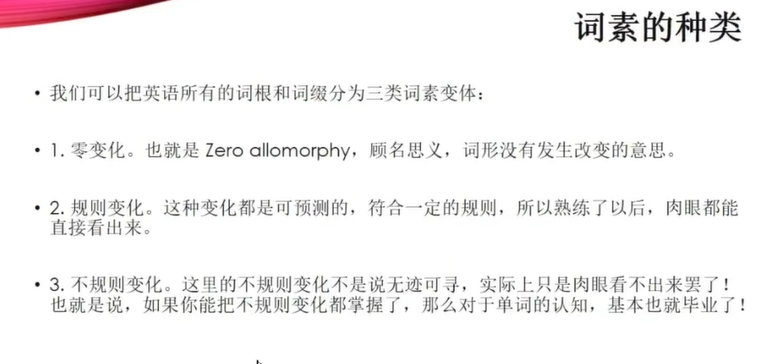 词素的种类
• 我们可以把英语所有的词根和词缀分为三类词素变体：
• 1. 零变化。也就是 Zero allomorphy，顾名思义，词形没有发生改变的意思。
• 2. 规则变化。这种变化都是可预测的，符合一定的规则，所以熟练了以后，肉眼都能
直接看出来。
• 3. 不规则变化。这里的不规则变化不是说无迹可寻，实际上只是肉眼看不出来罢了！
也就是说，如果你能把不规则变化都掌握了，那么对于单词的认知，基本也就毕业了！